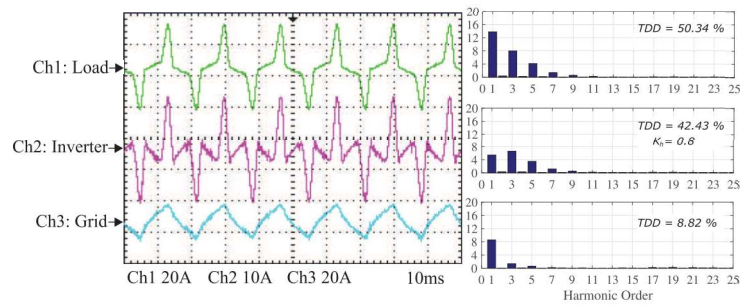 Ch1: Load
Ch2: Inverter
Ch3: Grid
Ch1 20A Ch2 10A Ch3 20A 10ms
20
16
12
8
4
0
TDD = 50.34 %
0 1 3 5 7 9 11 13 15 17 19 21 23 25
20
16
12
8
4
0
TDD = 42.43 %
Kh= 0.8
0 1 3 5 7 9 11 13 15 17 19 21 23 25
20
16
12
8
4
0
TDD = 8.82 %
0 1 3 5 7 9 11 13 15 17 19 21 23 25
Harmonic Order